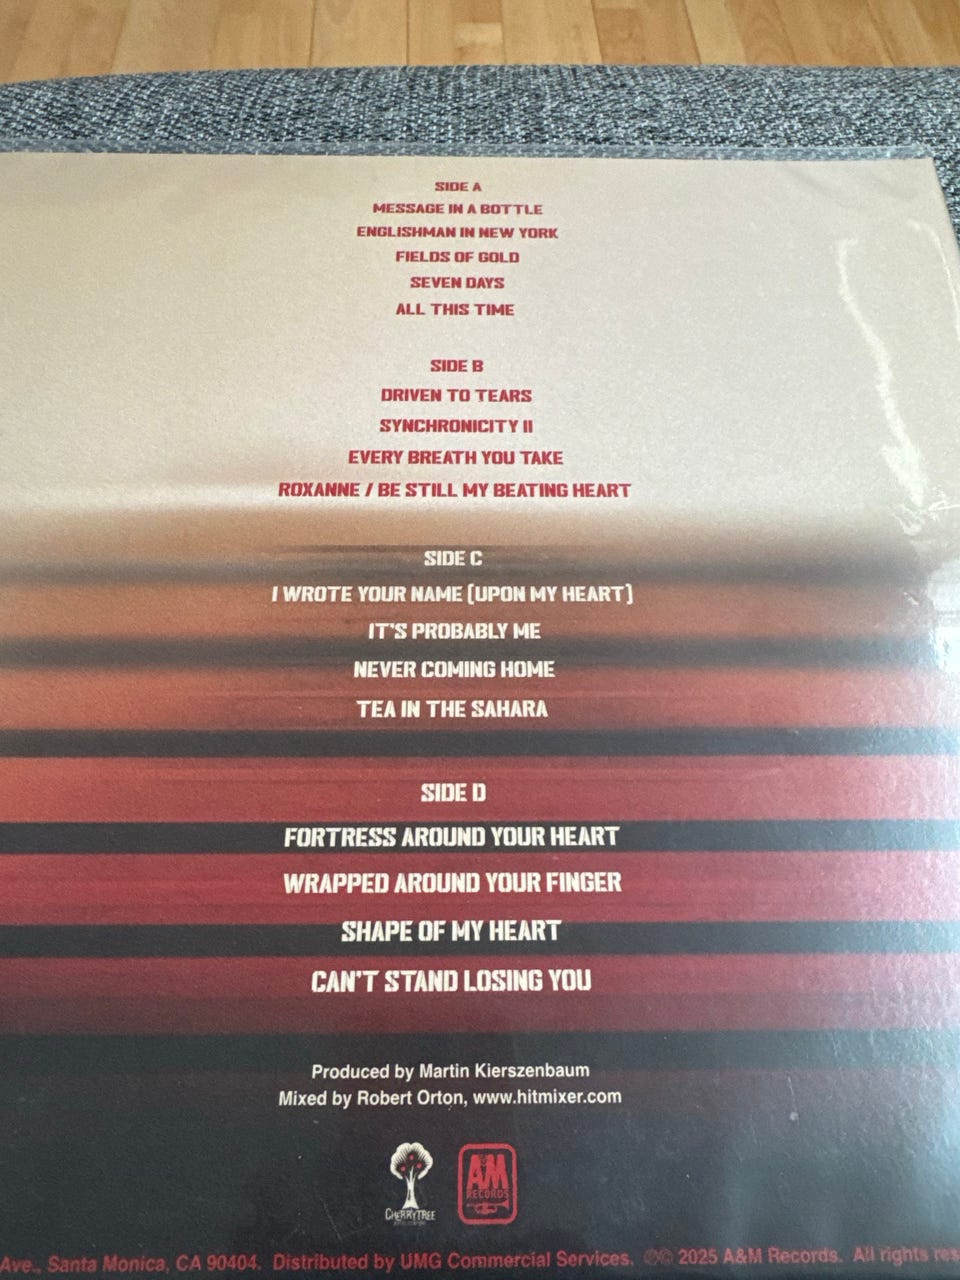 SIDE A
MESSAGE IN A BOTTLE
ENGLISHMAN IN NEW YORK
FIELDS OF GOLD
SEVEN DAYS
ALL THIS TIME
SIDE B
DRIVEN TO TEARS
SYNCHRONICITY II
EVERY BREATH YOU TAKE
ROXANNE / BE STILL MY BEATING HEART
SIDE C
I WROTE YOUR NAME (UPON MY HEART)
IT'S PROBABLY ME
NEVER COMING HOME
TEA IN THE SAHARA
SIDE D
FORTRESS AROUND YOUR HEART
WRAPPED AROUND YOUR FINGER
SHAPE OF MY HEART
CAN'T STAND LOSING YOU
Produced by Martin Kierszenbaum
Mixed by Robert Orton, www.hitmixer.com
CHERRYTREE
A&M
RECORDS
Ave., Santa Monica, CA 90404. Distributed by UMG Commercial Services. ℗© 2025 A&M Records. All rights res